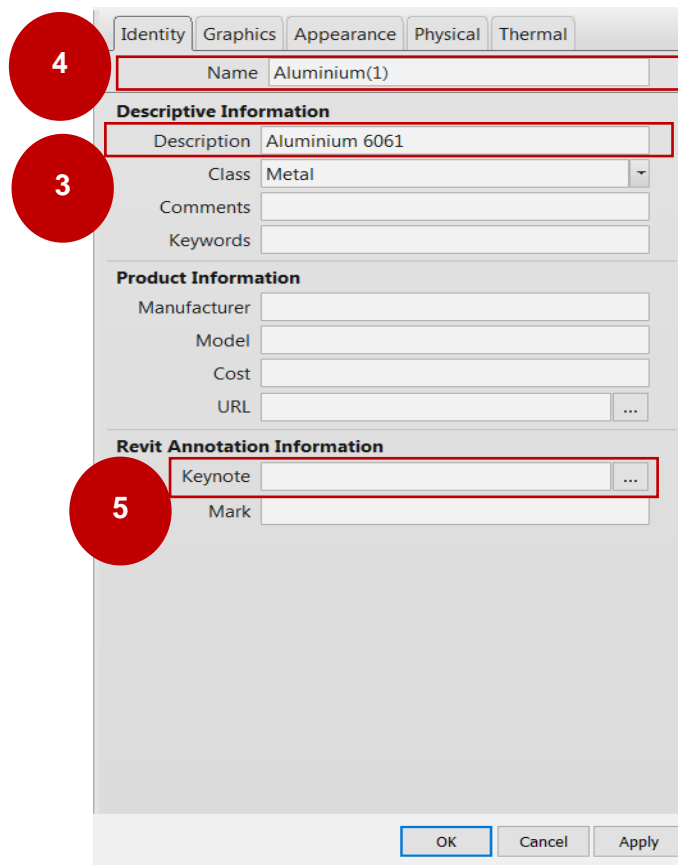 Identity Graphics Appearance Physical Thermal
4
Name Aluminium(1)
Descriptive Information
Description Aluminium 6061
3
Class Metal
Comments
Keywords
Product Information
Manufacturer
Model
Cost
URL ...
Revit Annotation Information
Keynote ...
5
Mark
OK Cancel Apply